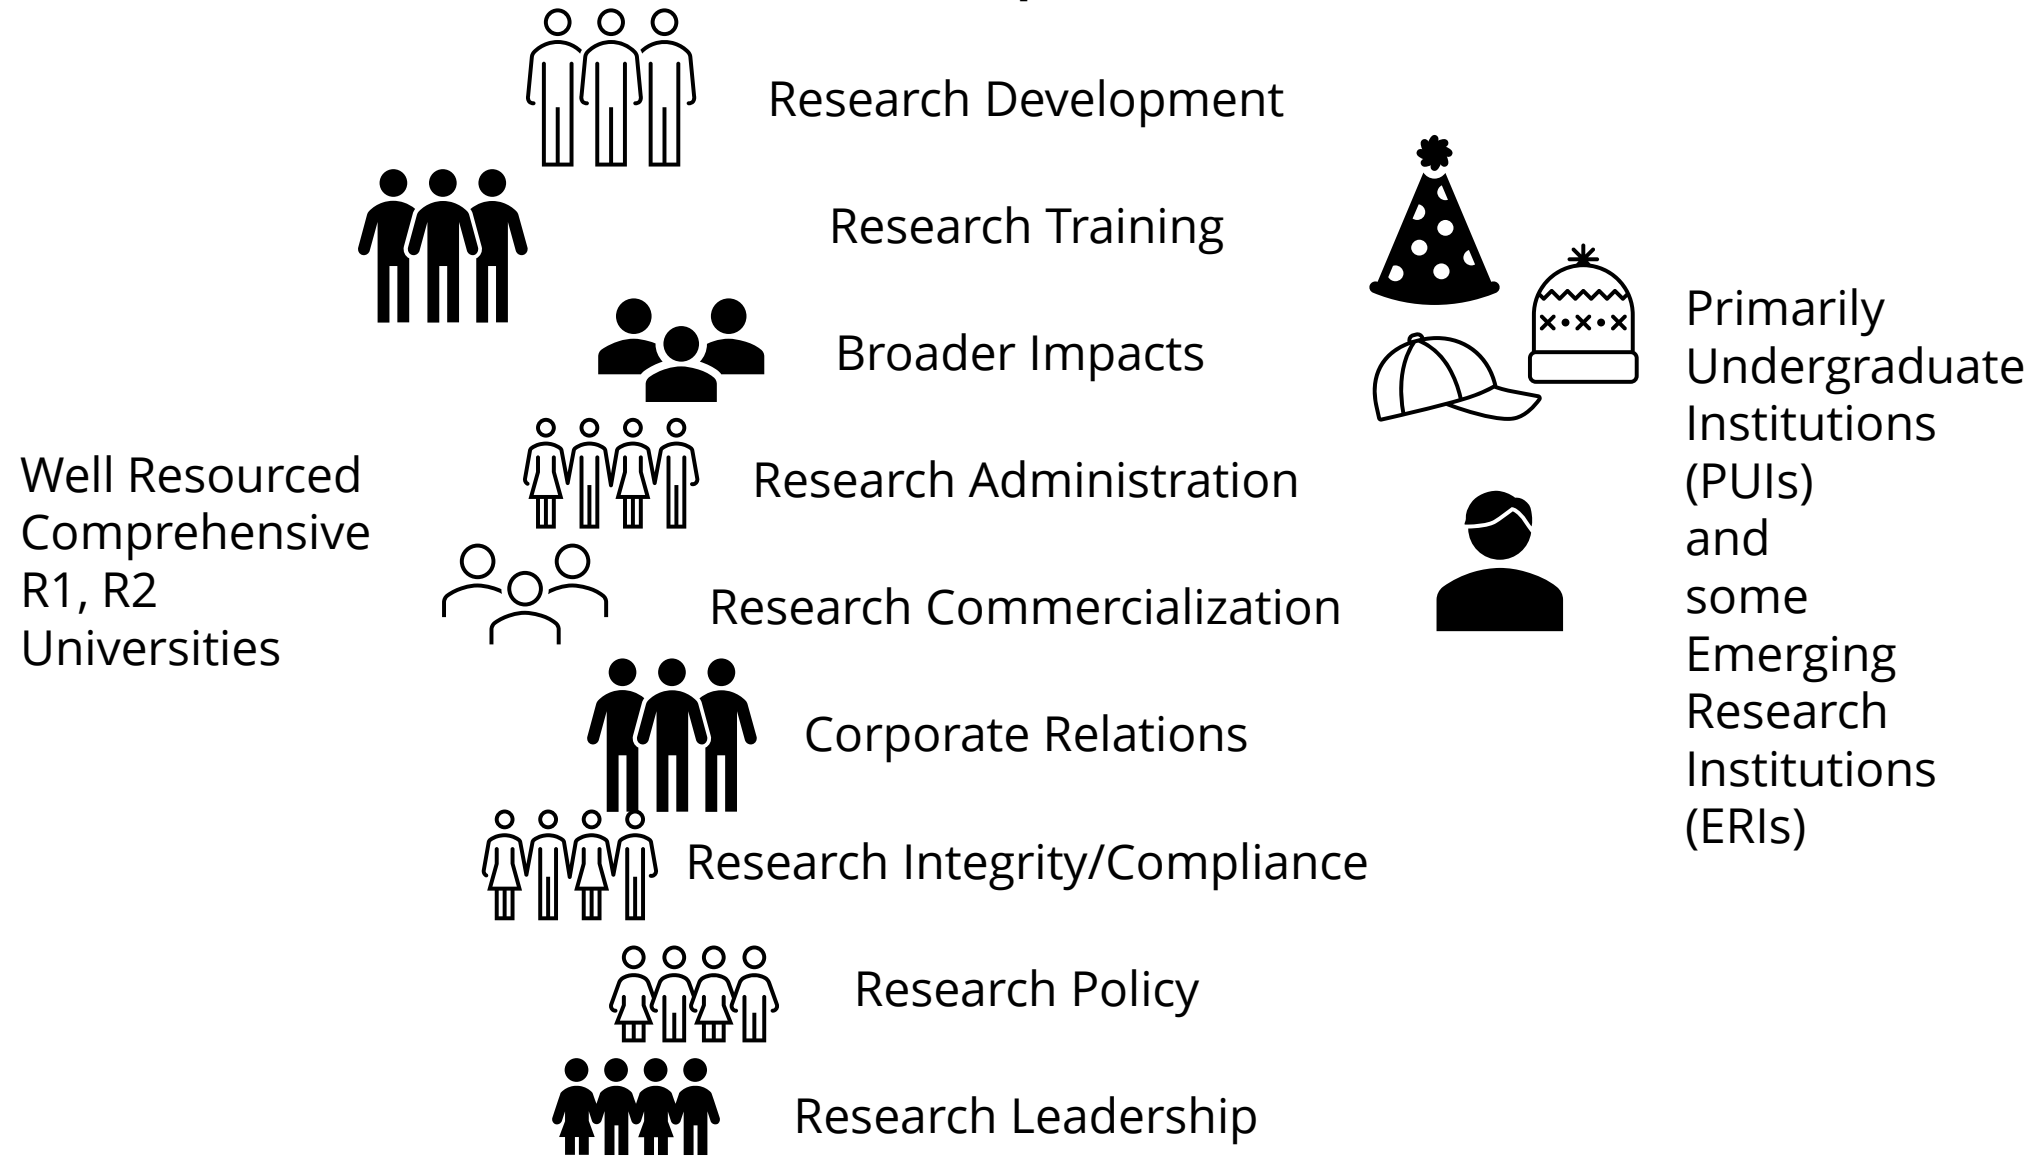 Research Development
Research Training
Broader Impacts
Research Administration
Research Commercialization
Corporate Relations
Research Integrity/Compliance
Research Policy
Research Leadership
Well Resourced
Comprehensive
R1, R2
Universities
Primarily
Undergraduate
Institutions
(PUIs)
and
some
Emerging
Research
Institutions
(ERIs)